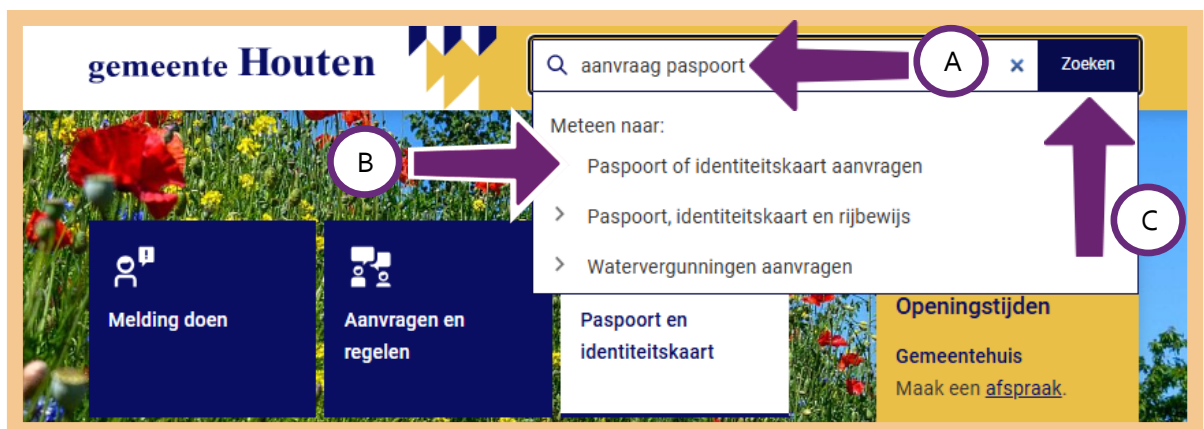 gemeente Houten
aanvraag paspoort
A
×
Zoeken
Meteen naar:
B
Paspoort of identiteitskaart aanvragen
Paspoort, identiteitskaart en rijbewijs
C
Watervergunningen aanvragen
Melding doen
Aanvragen en
regelen
Paspoort en
identiteitskaart
Openingstijden
Gemeentehuis
Maak een afspraak.